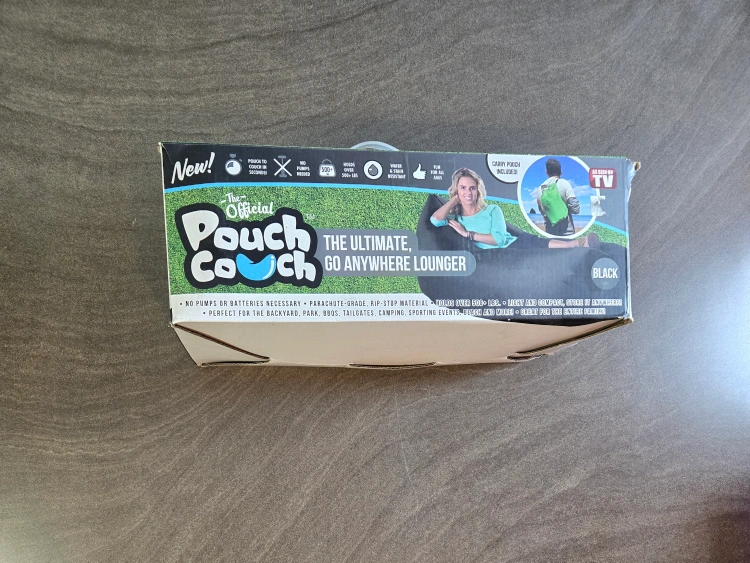 New!
POUCH TO
COUCH IN
SECONDS!
NO
PUMPS
NEEDED
500+
HOLDS
OVER
500+ LBS
WATER
& STAIN
RESISTANT
FUN
FOR ALL
AGES
CARRY POUCH
INCLUDED!
AS SEEN ON
TV
The
Official
Pouch
Couch
TM
THE ULTIMATE,
GO ANYWHERE LOUNGER
BLACK
• NO PUMPS OR BATTERIES NECESSARY • PARACHUTE-GRADE, RIP-STOP MATERIAL • HOLDS OVER 500+ LBS. • LIGHT AND COMPACT, STORE IT ANYWHERE!
• PERFECT FOR THE BACKYARD, PARK, BBQS, TAILGATES, CAMPING, SPORTING EVENTS, BEACH AND MORE! • GREAT FOR THE ENTIRE FAMILY!